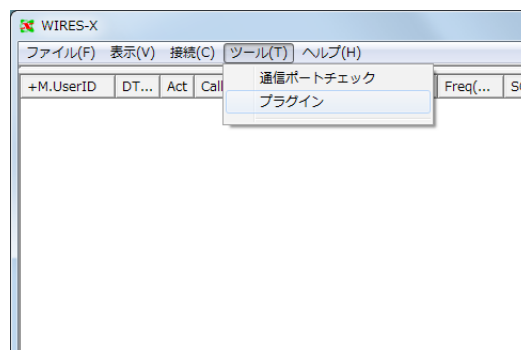 WIRES-X
ファイル(F) 表示(V) 接続(C) ツール(T) ヘルプ(H)
通信ポートチェック
プラグイン
+M.UserID DT... Act Call Freq(...